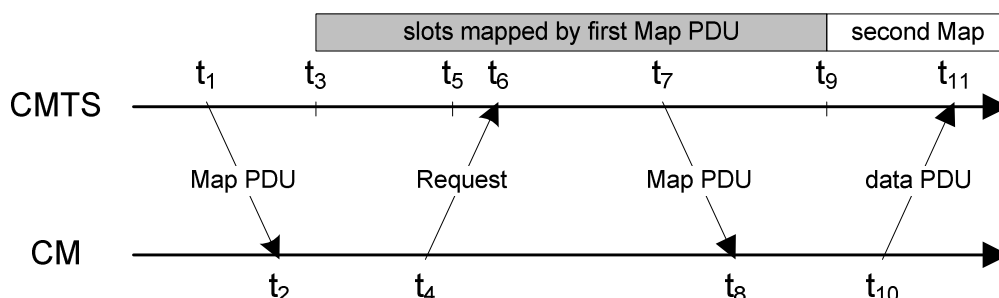 slots mapped by first Map PDU second Map
t1 t3 t5 t6 t7 t9 t11
CMTS
Map PDU Request Map PDU data PDU
CM
t2 t4 t8 t10